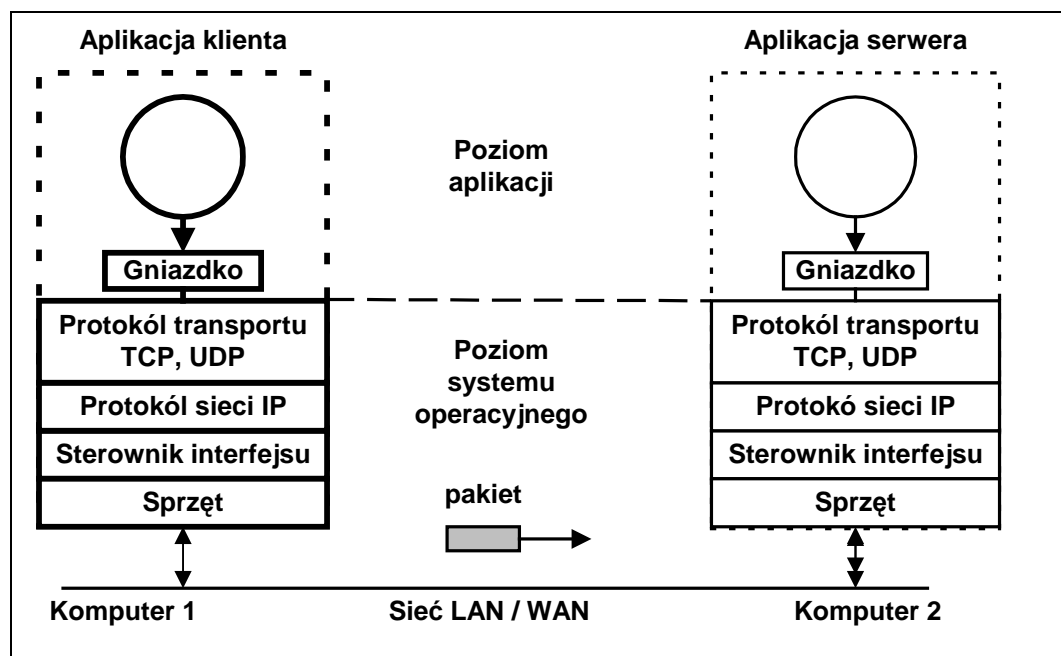 Aplikacja klienta
Aplikacja serwera
Poziom
aplikacji
Gniazdko
Gniazdko
Protokól transportu
TCP, UDP
Protokól sieci IP
Sterownik interfejsu
Sprzęt
Poziom
systemu
operacyjnego
pakiet
Protokól transportu
TCP, UDP
Protokó sieci IP
Sterownik interfejsu
Sprzęt
Komputer 1
Sieć LAN / WAN
Komputer 2